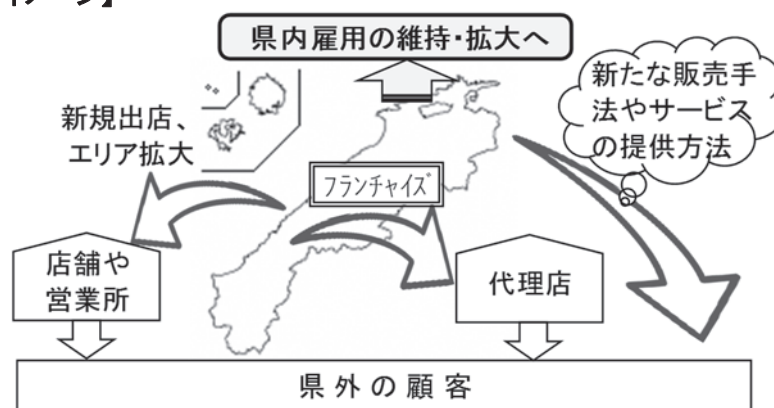 県内雇用の維持・拡大へ
新規出店、
エリア拡大
新たな販売手
法やサービス
の提供方法
フランチャイズ
店舗や
営業所
代理店
県外の顧客